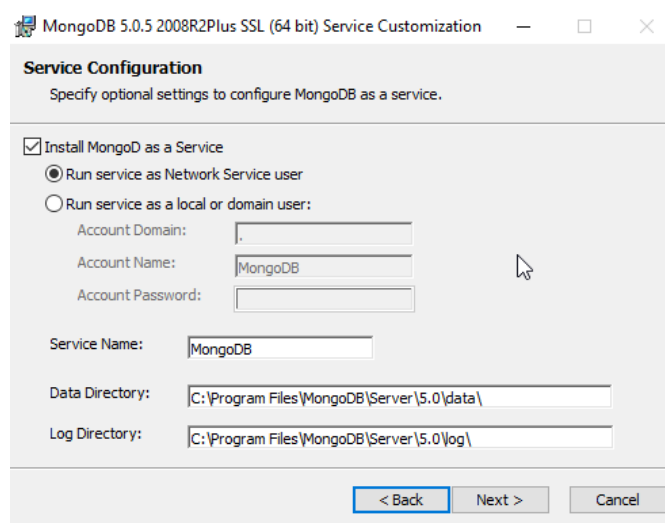 MongoDB 5.0.5 2008R2Plus SSL (64 bit) Service Customization
Service Configuration
Specify optional settings to configure MongoDB as a service.
Install MongoD as a Service
Run service as Network Service user
Run service as a local or domain user:
Account Domain: .
Account Name: MongoDB
Account Password:
Service Name: MongoDB
Data Directory: C:\Program Files\MongoDB\Server\5.0\data\
Log Directory: C:\Program Files\MongoDB\Server\5.0\log\
< Back Next > Cancel